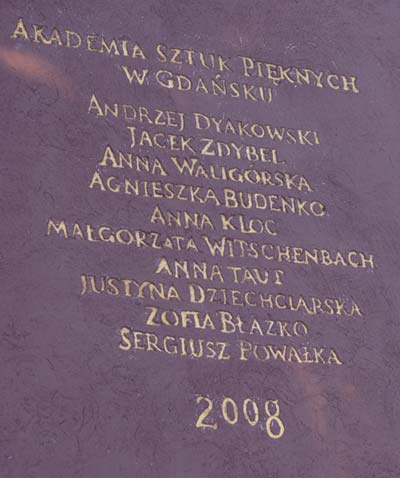 AKADEMIA SZTUK PIĘKNYCH
W GDAŃSKU
ANDRZEJ DYAKOWSKI
JACEK ZDYBEL
ANNA WALIGÓRSKA
AGNIESZKA BUDENKO
ANNA KLOC
MAŁGORZATA WITSCHENBACH
ANNA
JUSTYNA DZIECHCIARSKA
ZOFIA BŁAŻKO
SERGIUSZ POWAŁKA
2008